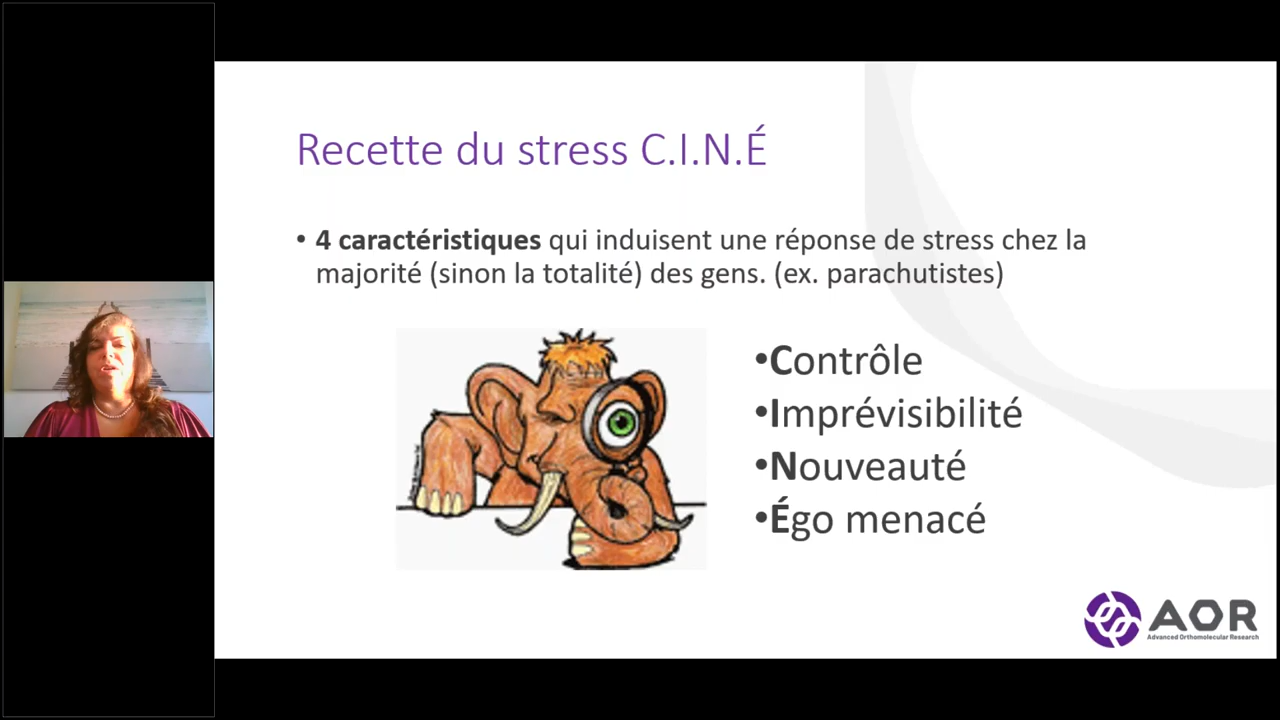 Recette du stress C.I.N.É
• 4 caractéristiques qui induisent une réponse de stress chez la
majorité (sinon la totalité) des gens. (ex. parachutistes)
•Contrôle
•Imprévisibilité
•Nouveauté
•Égo menacé
AOR
Advanced Orthomolecular Research